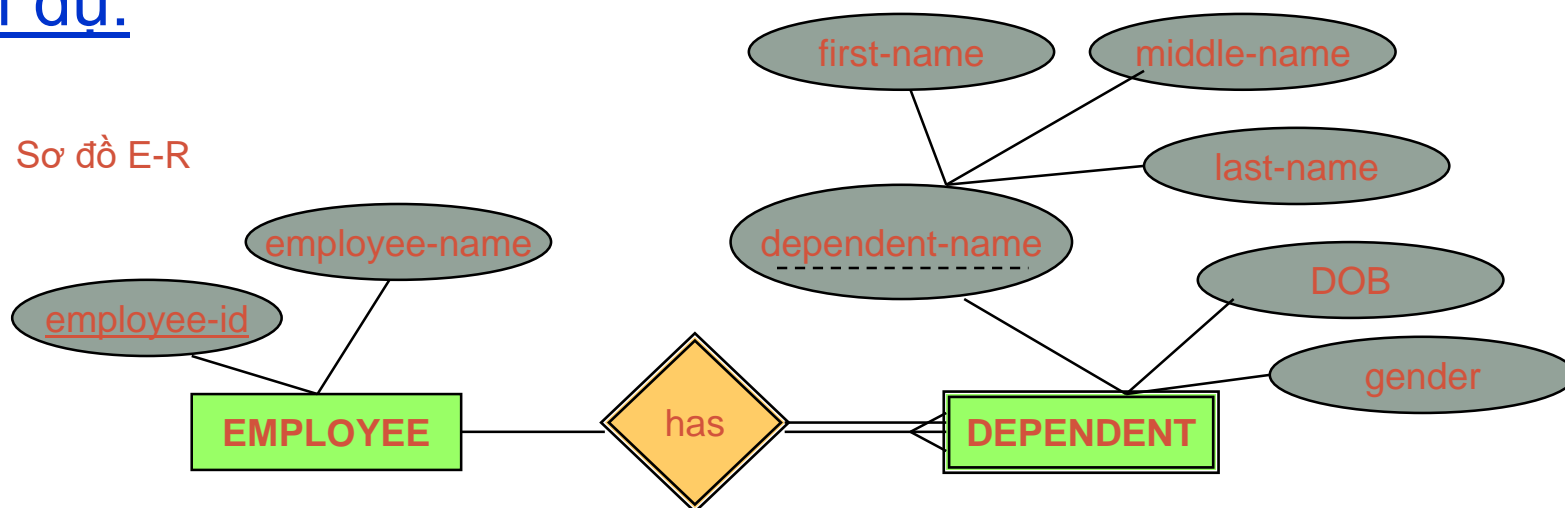 dụ:
first-name
middle-name
Sơ đồ E-R
last-name
employee-name
dependent-name
DOB
employee-id
gender
EMPLOYEE
has
DEPENDENT